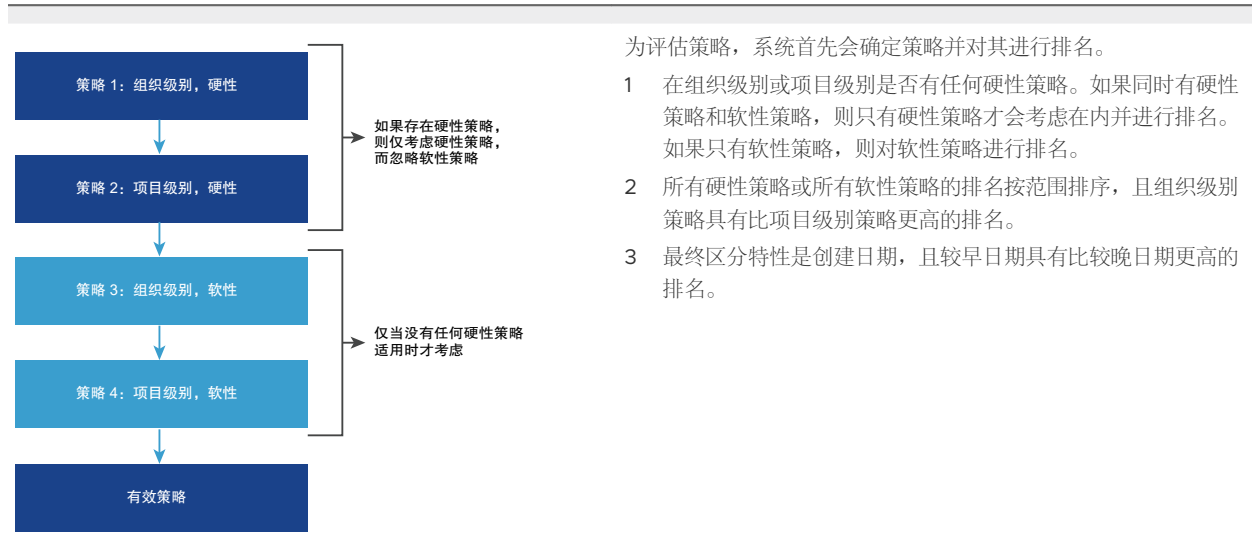 策略 1：组织级别，硬性
策略 2：项目级别，硬性
如果存在硬性策略，
则仅考虑硬性策略，
而忽略软性策略
策略 3：组织级别，软性
策略 4：项目级别，软性
仅当没有任何硬性策略
适用时才考虑
有效策略
为评估策略，系统首先会确定策略并对其进行排名。
1 在组织级别或项目级别是否有任何硬性策略。如果同时有硬性
策略和软性策略，则只有硬性策略才会考虑在内并进行排名。
如果只有软性策略，则对软性策略进行排名。
2 所有硬性策略或所有软性策略的排名按范围排序，且组织级别
策略具有比项目级别策略更高的排名。
3 最终区分特性是创建日期，且较早日期具有比较晚日期更高的
排名。